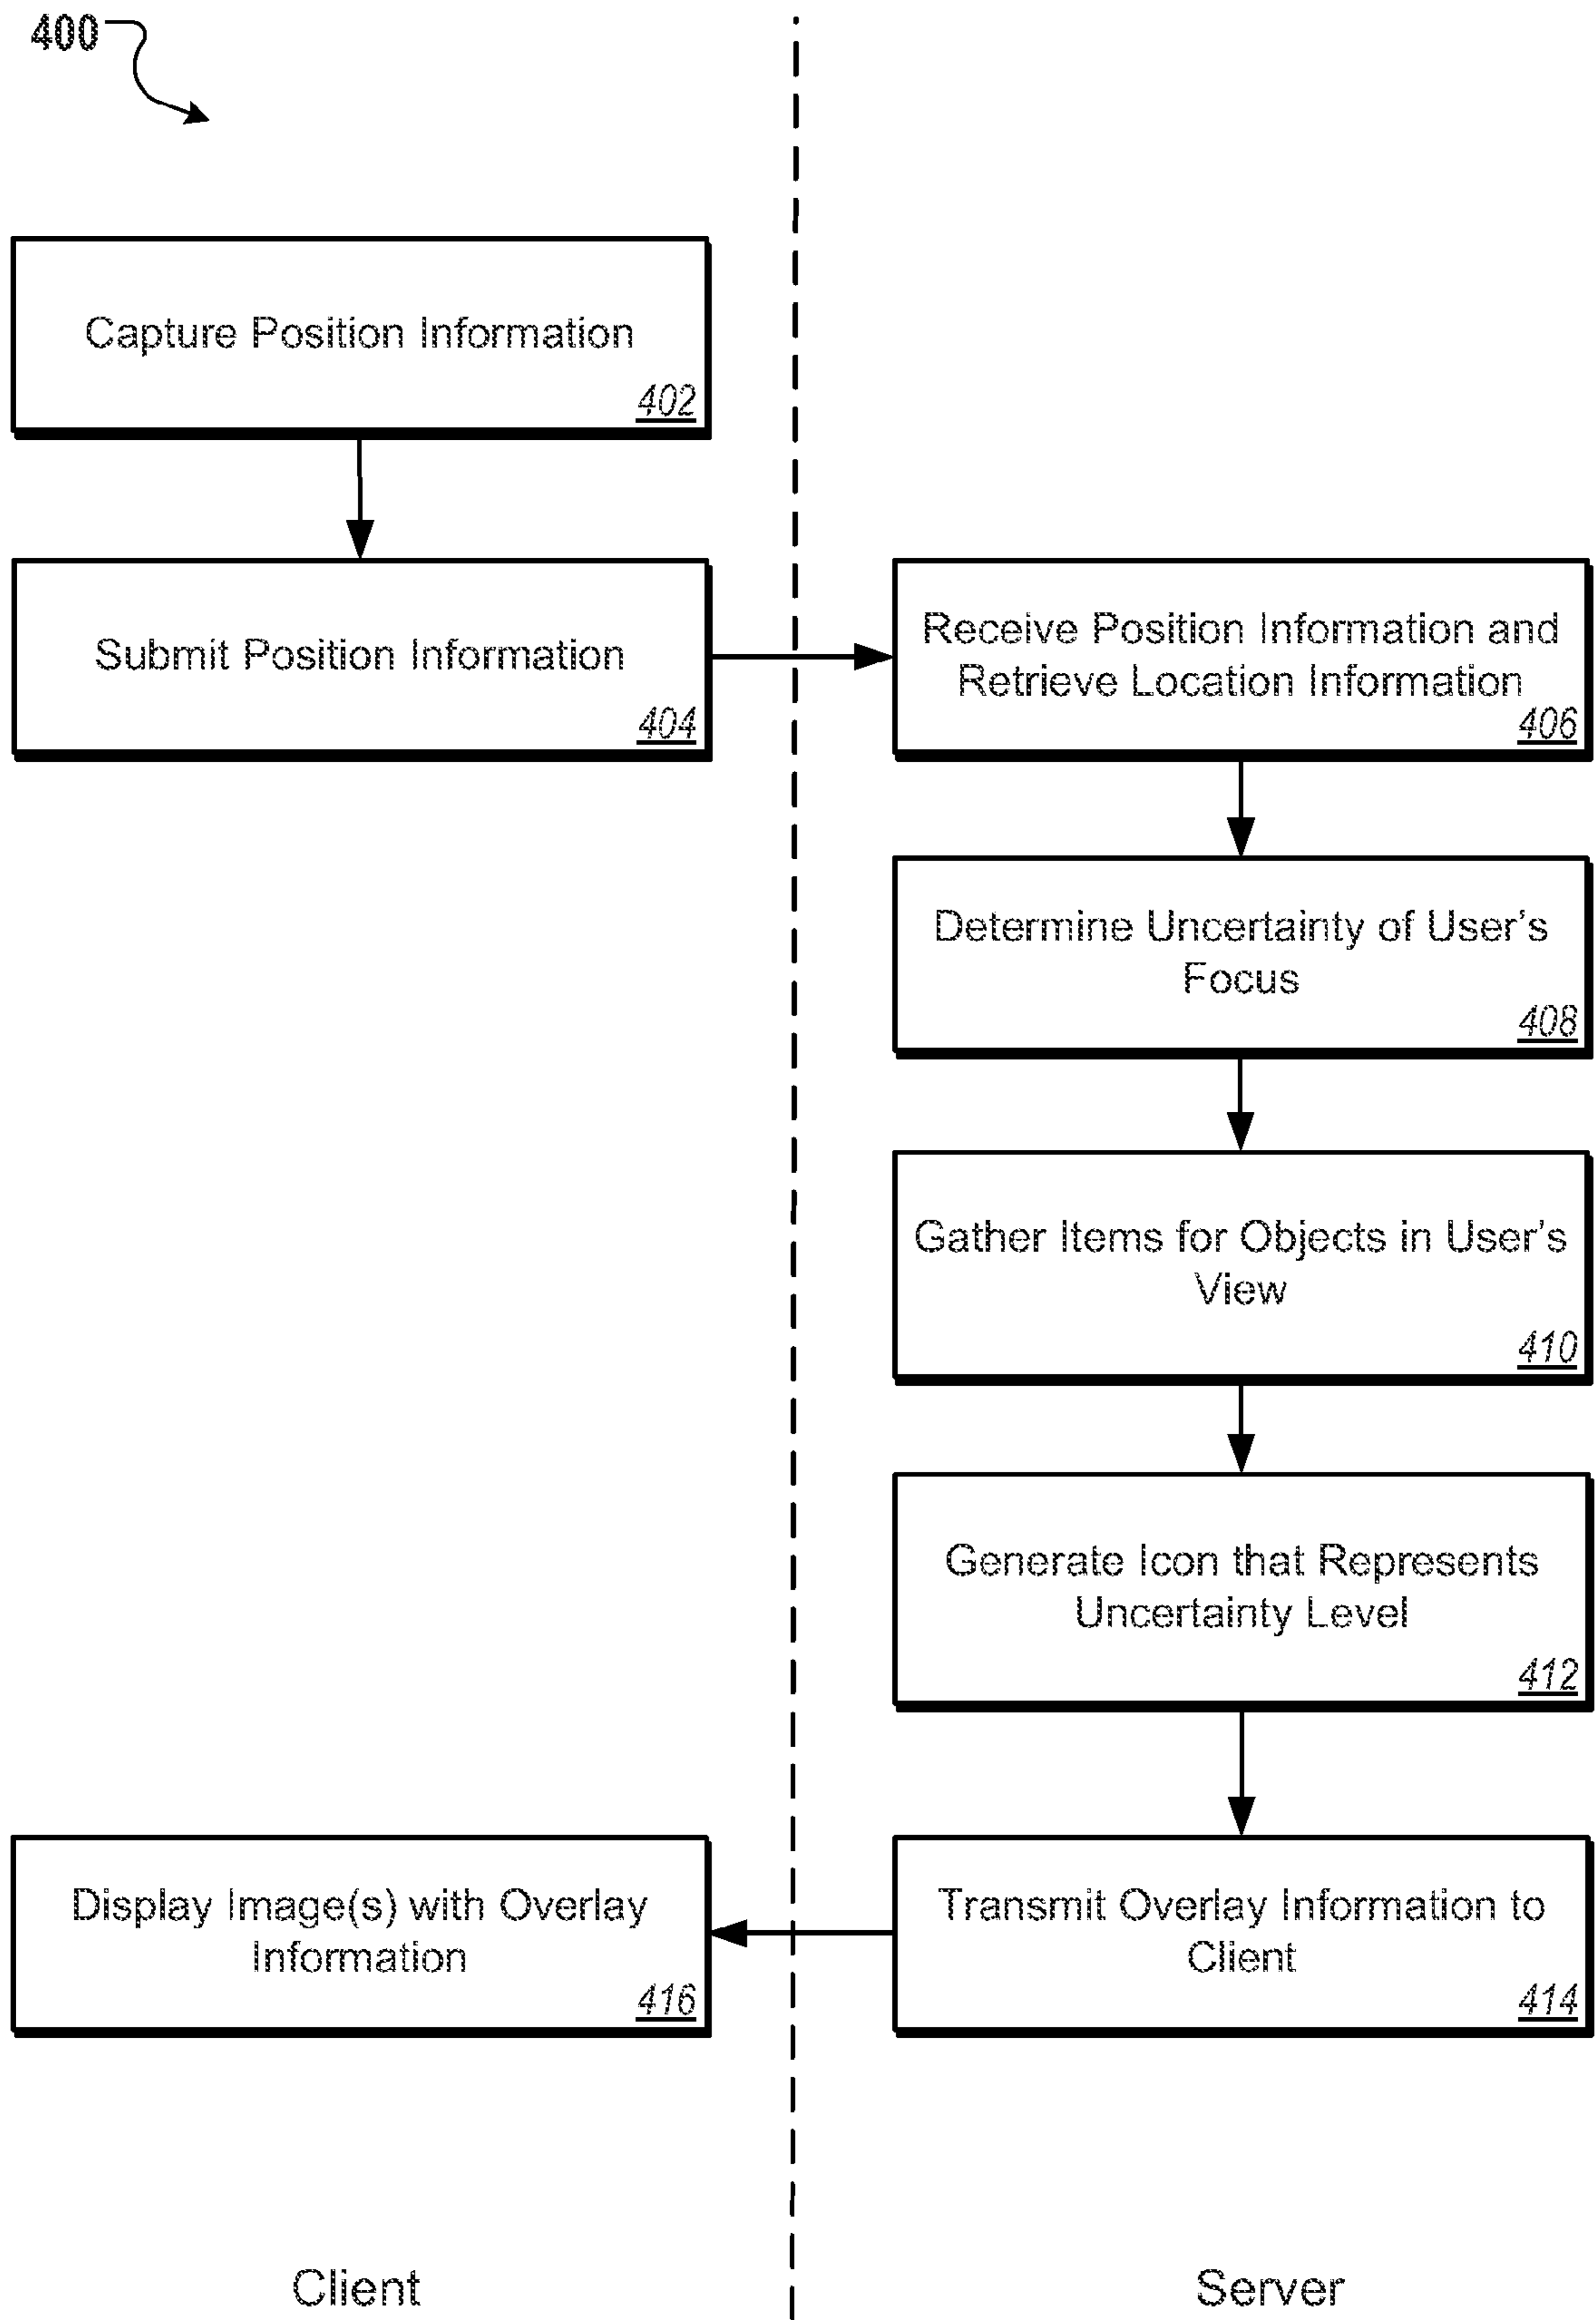 400
Capture Position Information
402
Submit Position Information
404
Receive Position Information and
Retrieve Location Information
406
Determine Uncertainty of User's
Focus
408
Gather Items for Objects in User's
View
410
Generate Icon that Represents
Uncertainty Level
412
Transmit Overlay Information to
Client
414
Display Image(s) with Overlay
Information
416
Client
Server